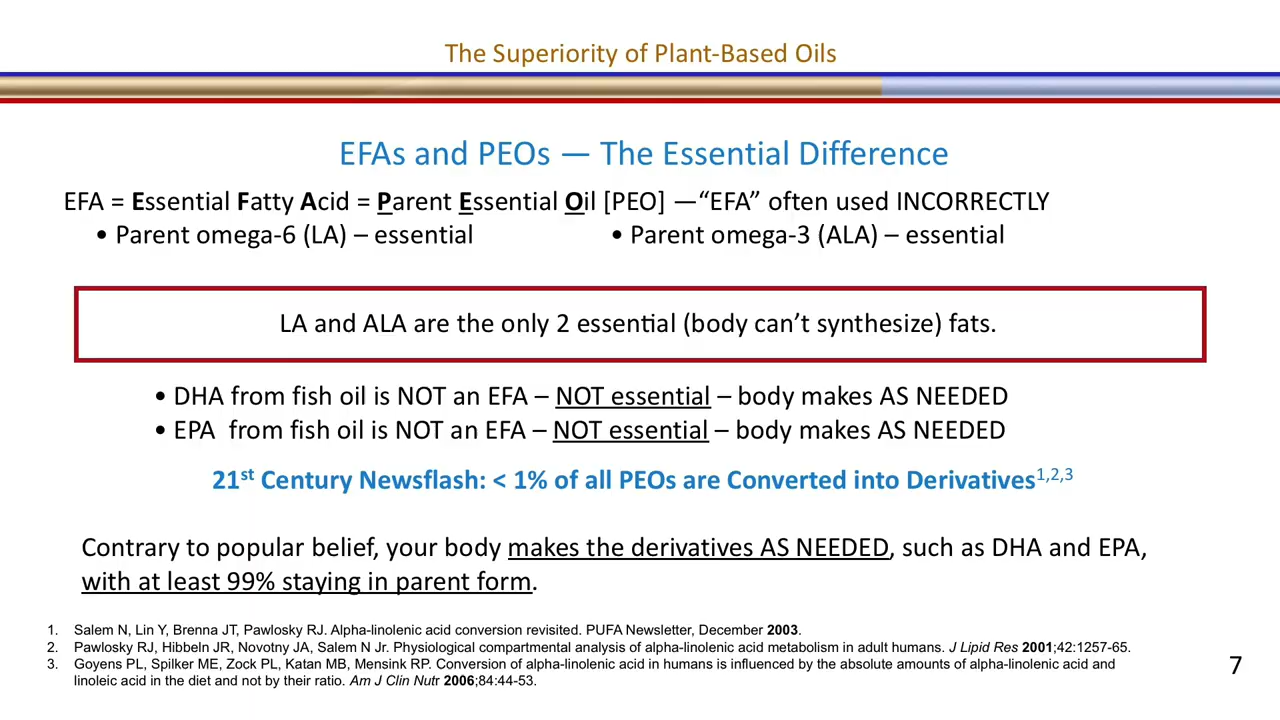 The Superiority of Plant-Based Oils
EFAs and PEOs — The Essential Difference
EFA = Essential Fatty Acid = Parent Essential Oil [PEO] —“EFA” often used INCORRECTLY
• Parent omega-6 (LA) – essential • Parent omega-3 (ALA) – essential
LA and ALA are the only 2 essential (body can’t synthesize) fats.
• DHA from fish oil is NOT an EFA – NOT essential – body makes AS NEEDED
• EPA from fish oil is NOT an EFA – NOT essential – body makes AS NEEDED
21st Century Newsflash: < 1% of all PEOs are Converted into Derivatives1,2,3
Contrary to popular belief, your body makes the derivatives AS NEEDED, such as DHA and EPA,
with at least 99% staying in parent form.
1. Salem N, Lin Y, Brenna JT, Pawlosky RJ. Alpha-linolenic acid conversion revisited. PUFA Newsletter, December 2003.
2. Pawlosky RJ, Hibbeln JR, Novotny JA, Salem N Jr. Physiological compartmental analysis of alpha-linolenic acid metabolism in adult humans. J Lipid Res 2001;42:1257-65.
3. Goyens PL, Spilker ME, Zock PL, Katan MB, Mensink RP. Conversion of alpha-linolenic acid in humans is influenced by the absolute amounts of alpha-linolenic acid and
linoleic acid in the diet and not by their ratio. Am J Clin Nutr 2006;84:44-53.
7